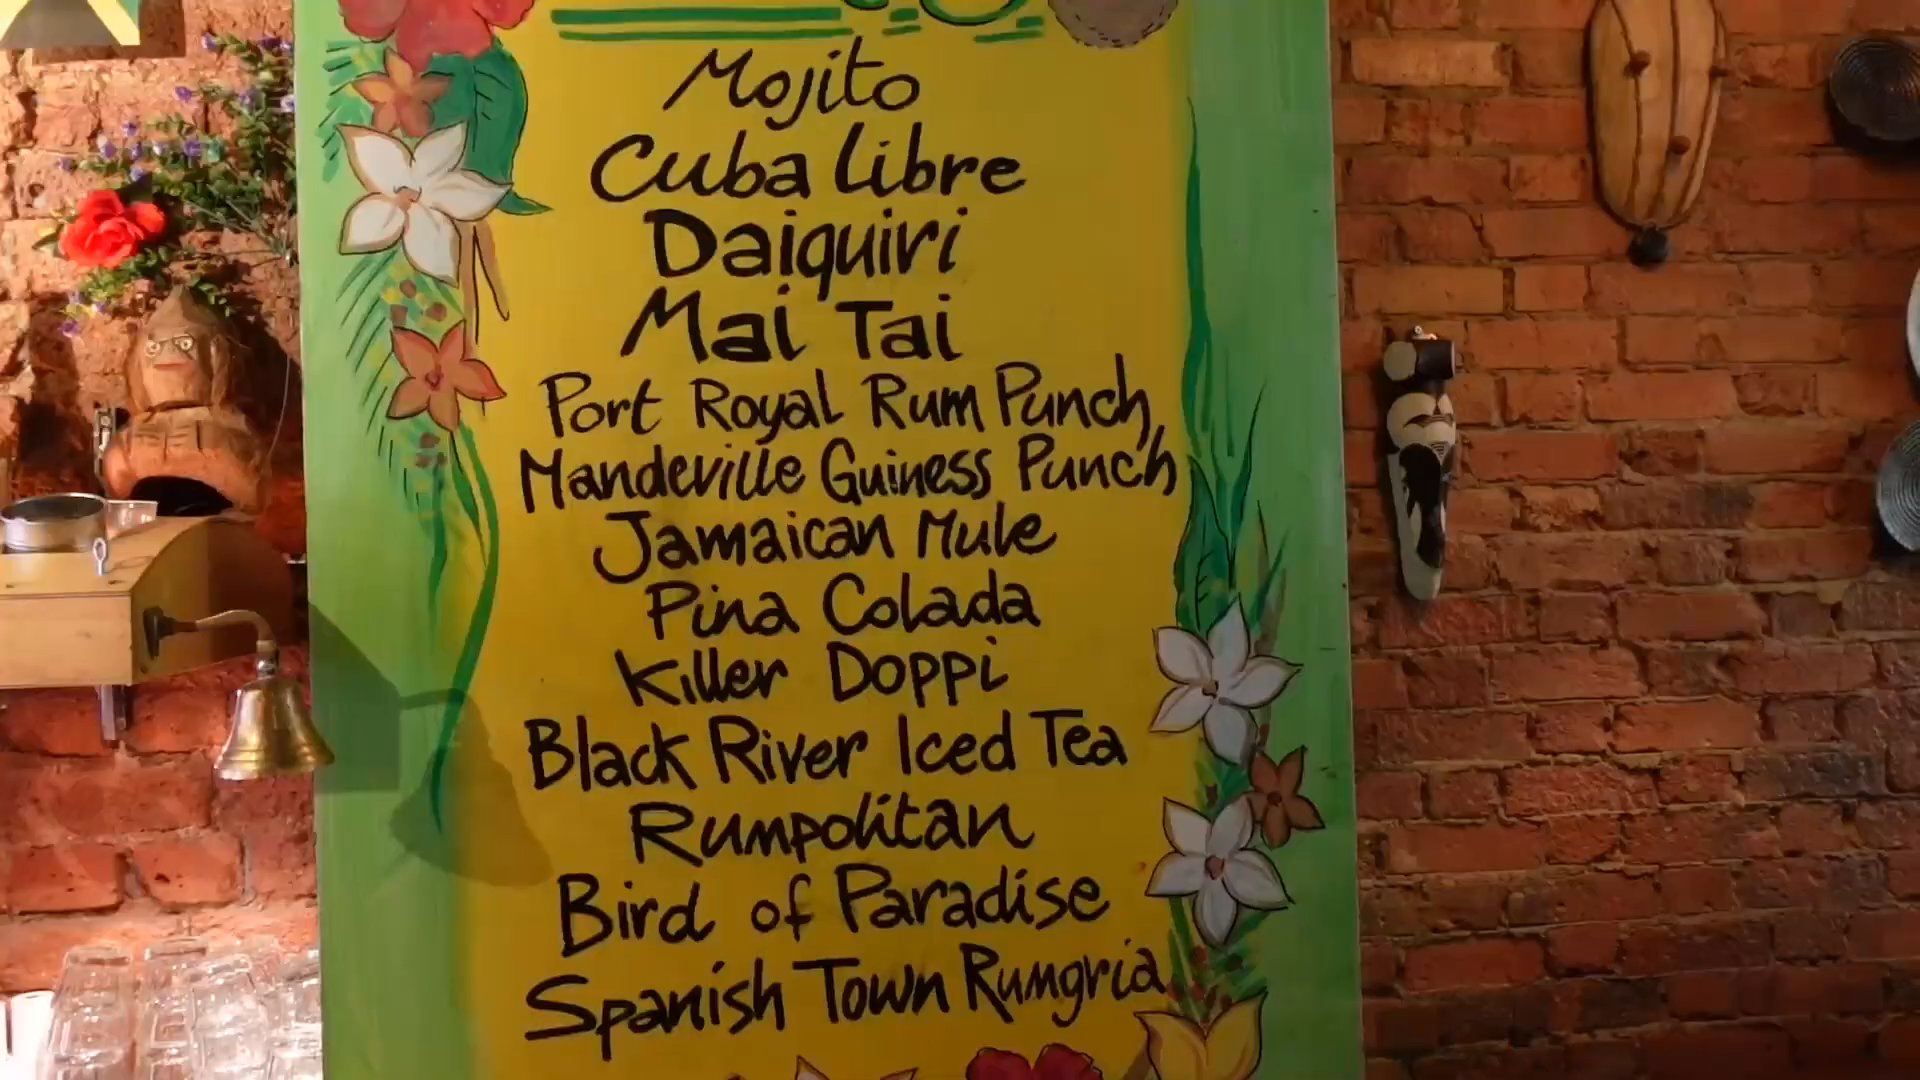 Mojito
Cuba Libre
Daiquiri
Mai Tai
Port Royal Rum Punch
Mandeville Guiness Punch
Jamaican Mule
Pina Colada
Killer Doppi
Black River Iced Tea
Rumpolitan
Bird of Paradise
Spanish Town Rumgria